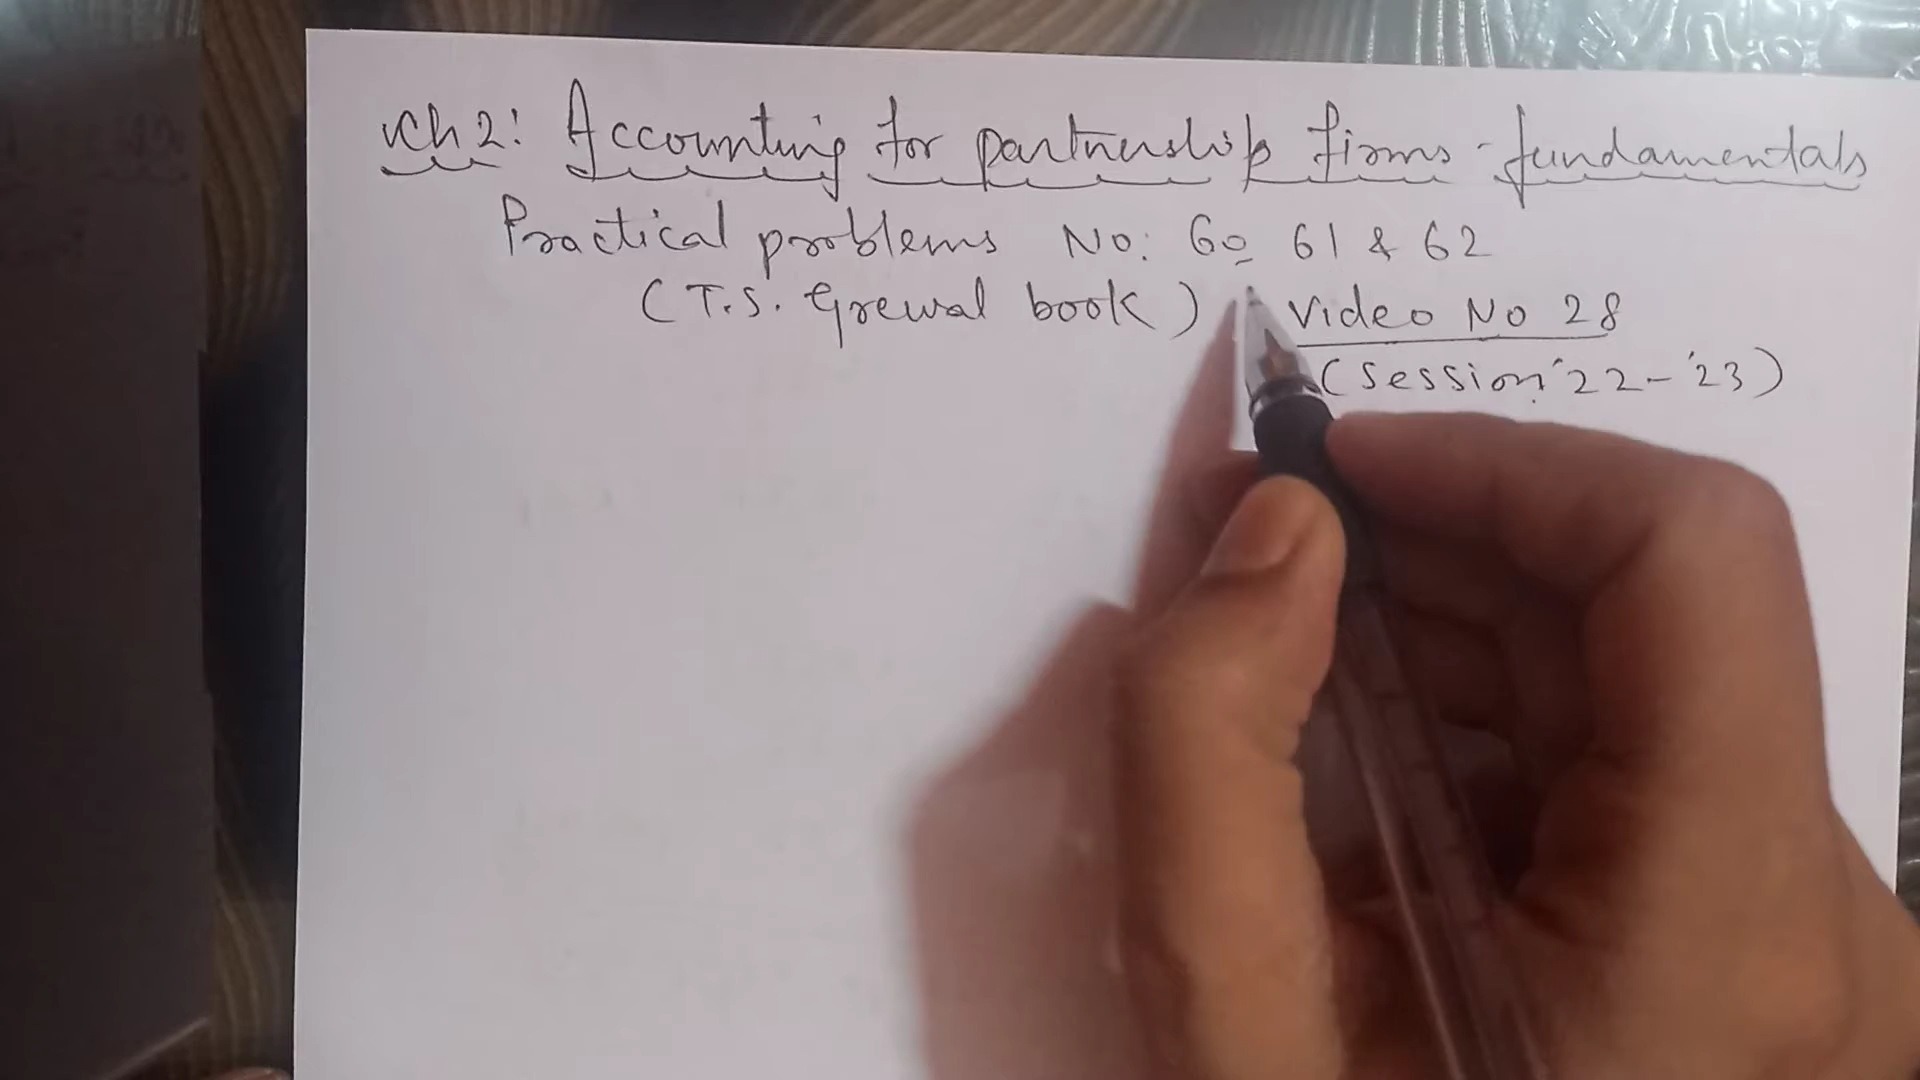 Ch 2: Accounting for partnership firms - fundamentals
Practical problems No: 60 61 & 62
(T.S. Grewal book) Video No 28
(Session '22-'23)